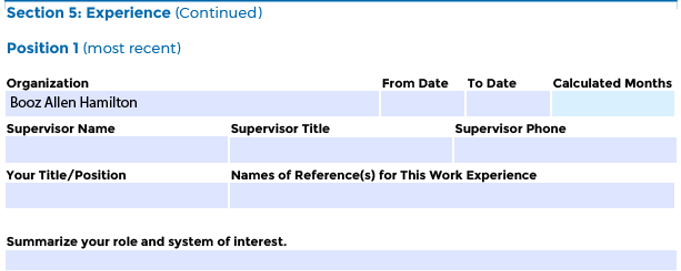 Section 5: Experience (Continued)
Position 1 (most recent)
Organization From Date To Date Calculated Months
Booz Allen Hamilton
Supervisor Name Supervisor Title Supervisor Phone
Your Title/Position Names of Reference(s) for This Work Experience
Summarize your role and system of interest.